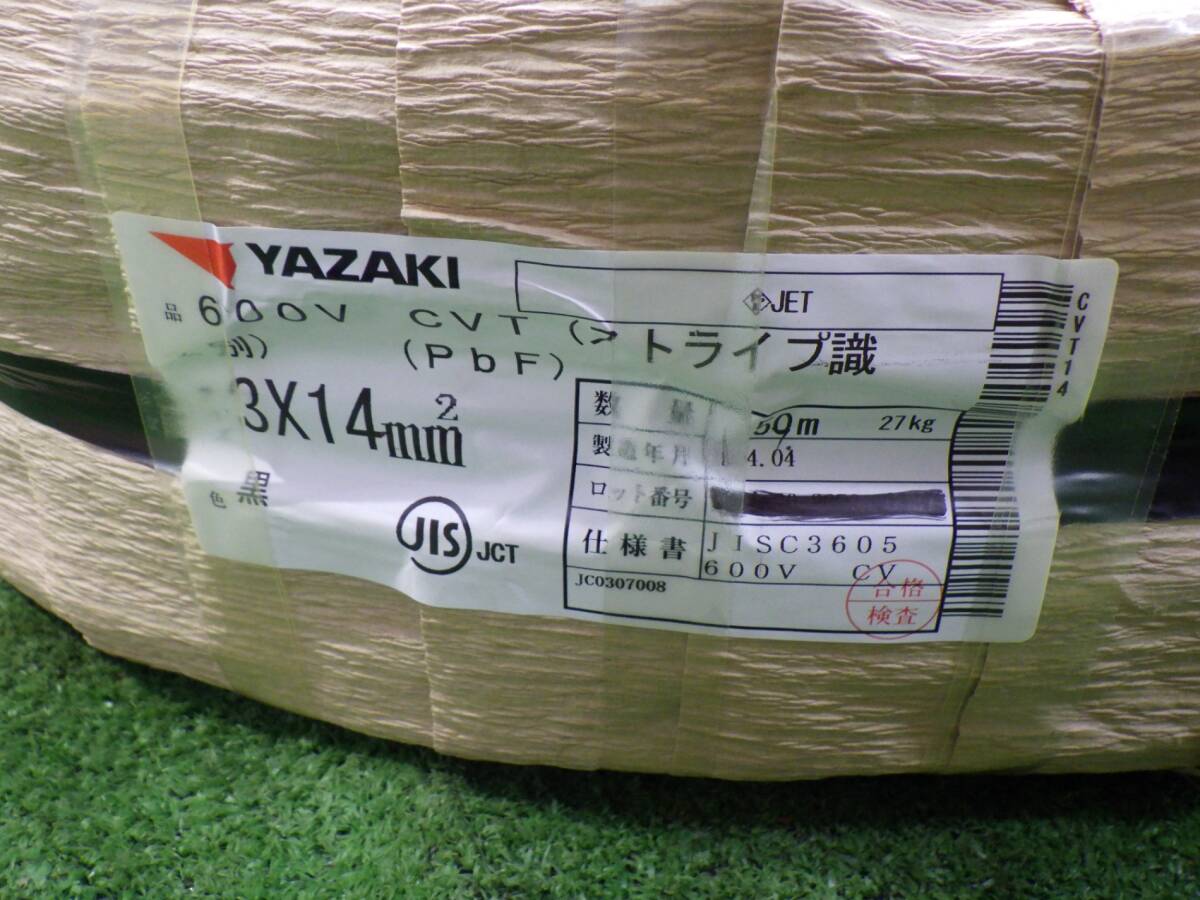 YAZAKI
JET
品 600V CVT (ストライプ識
別) (PbF)
3X14mm2
色 黒
JIS JCT
数量 50m 27kg
製造年月 4.04
ロット番号
仕様書 JISC3605
600V CV
JC0307008
合格
検査
CVT14